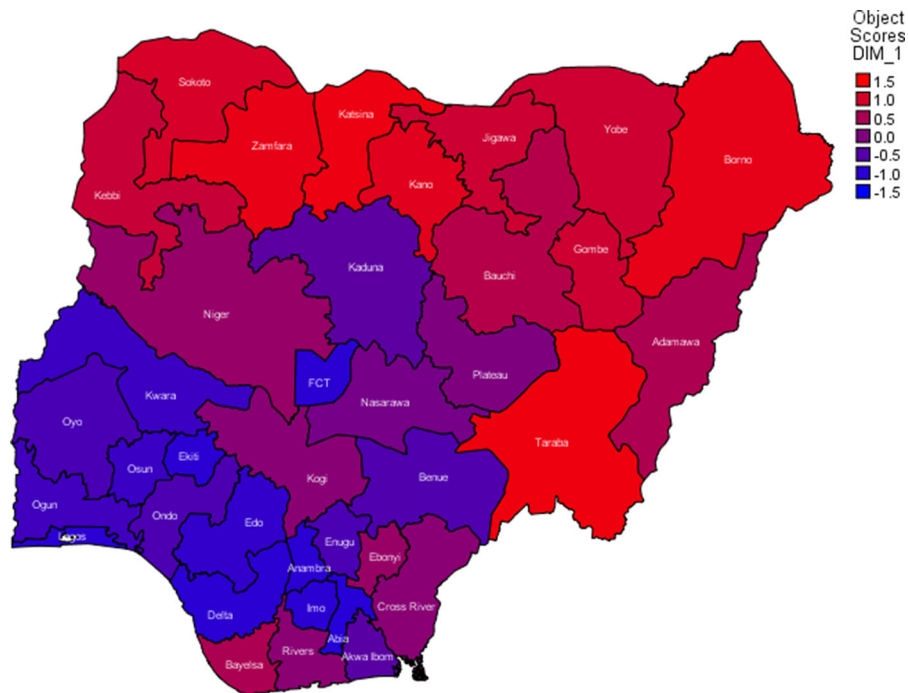 Object
Scores
DIM_1
1.5
1.0
0.5
0.0
-0.5
-1.0
-1.5
Sokoto
Katsina
Jigawa
Yobe
Zamfara
Borno
Kano
Kebbi
Gombe
Kaduna
Bauchi
Niger
Adamawa
FCT
Plateau
Kwara
Nasarawa
Oyo
Taraba
Ekiti
Osun
Kogi
Benue
Ogun
Ondo
Edo
Lagos
Enugu
Ebonyi
Anambra
Delta
Imo
Cross River
Abia
Rivers
Akwa Ibom
Bayelsa